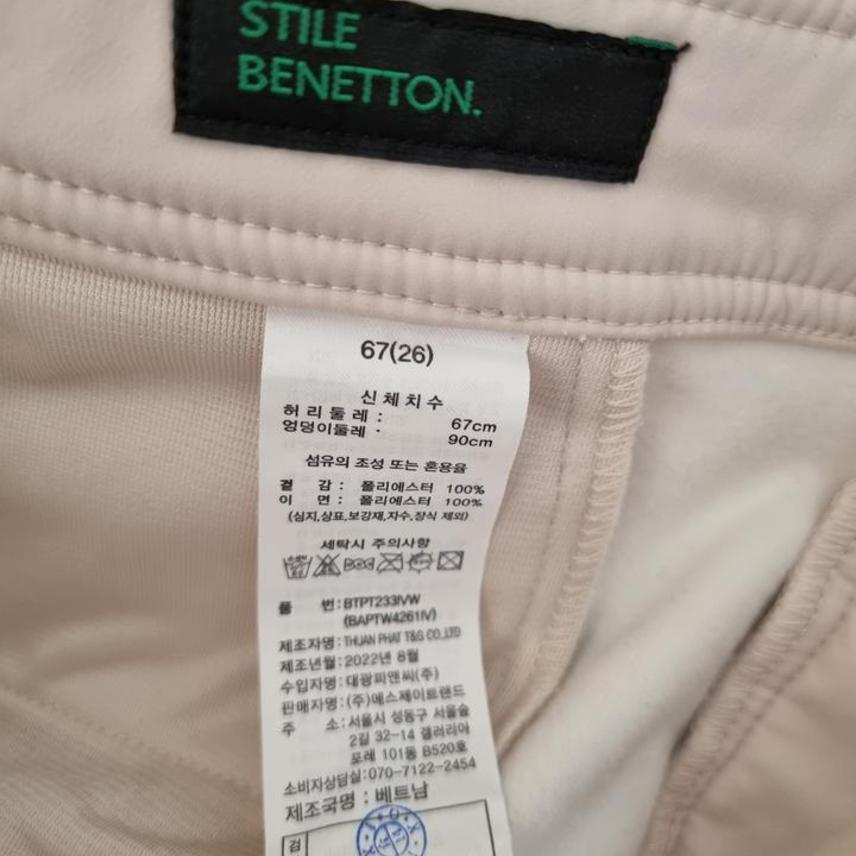 STILE
BENETTON.
67(26)
신체치수
허리둘레 : 67cm
엉덩이둘레 : 90cm
섬유의 조성 또는 혼용율
겉 감 : 폴리에스터 100%
이 면 : 폴리에스터 100%
(심지,상표,보강재,자수,장식 제외)
세탁시 주의사항
품 번:BTPT233IVW
(BAPTW4261IV)
제조자명:THUAN PHAT T&G CO.,LTD
제조년월:2022년 8월
수입자명:대광피앤씨(주)
판매자명:(주)에스제이트랜드
주 소:서울시 성동구 서울숲
2길 32-14 갤러리아
포레 101동 B520호
소비자상담실:070-7122-2454
제조국명 : 베트남
검